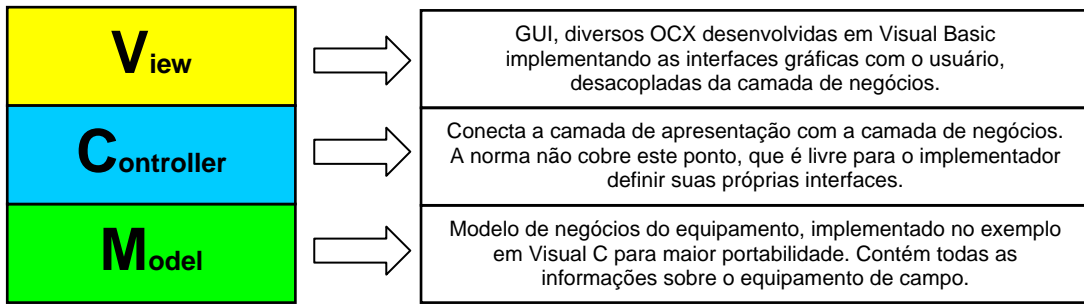 View
GUI, diversos OCX desenvolvidas em Visual Basic
implementando as interfaces gráficas com o usuário,
desacopladas da camada de negócios.
Controller
Conecta a camada de apresentação com a camada de negócios.
A norma não cobre este ponto, que é livre para o implementador
definir suas próprias interfaces.
Model
Modelo de negócios do equipamento, implementado no exemplo
em Visual C para maior portabilidade. Contém todas as
informações sobre o equipamento de campo.